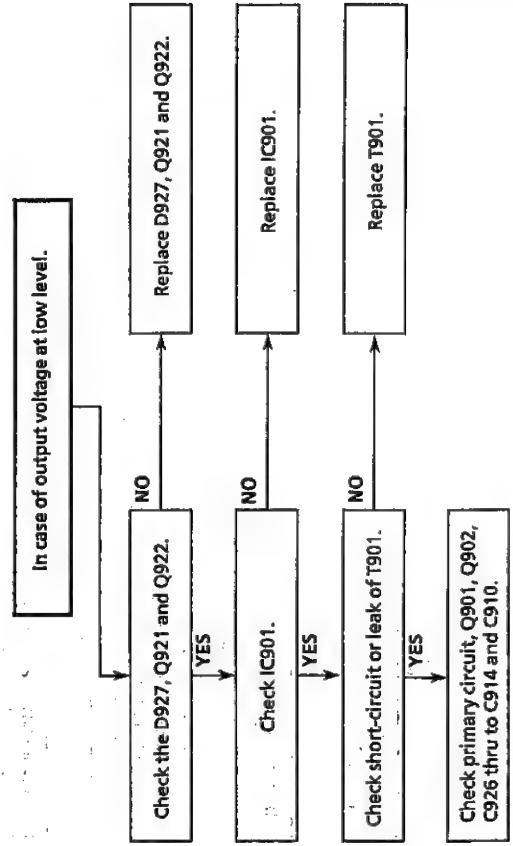 In case of output voltage at low level.
Check the D927, Q921 and Q922.
NO
Replace D927, Q921 and Q922.
YES
Check IC901.
NO
Replace IC901.
YES
Check short-circuit or leak of T901.
NO
Replace T901.
YES
Check primary circuit, Q901, Q902,
C926 thru to C914 and C910.